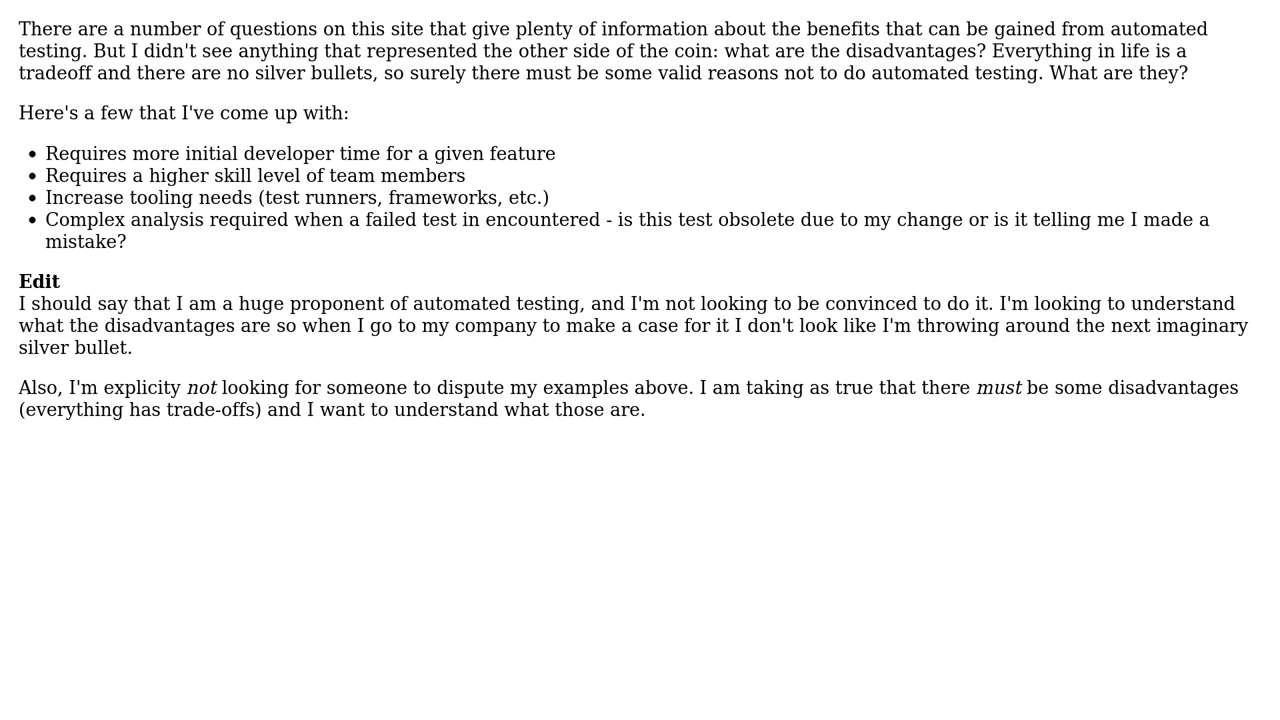 There are a number of questions on this site that give plenty of information about the benefits that can be gained from automated
testing. But I didn't see anything that represented the other side of the coin: what are the disadvantages? Everything in life is a
tradeoff and there are no silver bullets, so surely there must be some valid reasons not to do automated testing. What are they?
Here's a few that I've come up with:
• Requires more initial developer time for a given feature
• Requires a higher skill level of team members
• Increase tooling needs (test runners, frameworks, etc.)
• Complex analysis required when a failed test in encountered - is this test obsolete due to my change or is it telling me I made a
mistake?
Edit
I should say that I am a huge proponent of automated testing, and I'm not looking to be convinced to do it. I'm looking to understand
what the disadvantages are so when I go to my company to make a case for it I don't look like I'm throwing around the next imaginary
silver bullet.
Also, I'm explicity not looking for someone to dispute my examples above. I am taking as true that there must be some disadvantages
(everything has trade-offs) and I want to understand what those are.